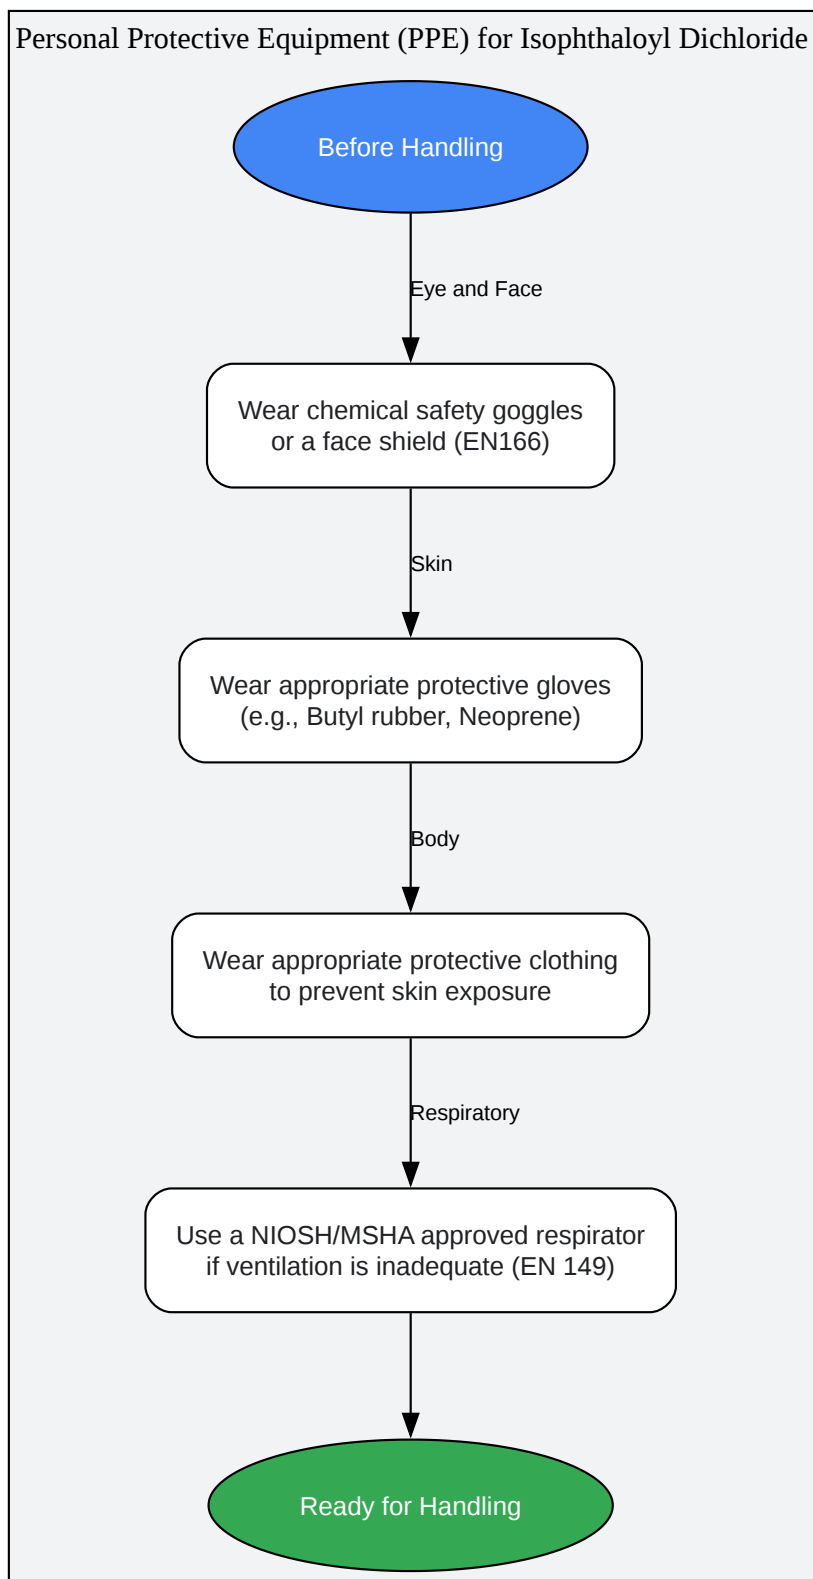 Personal Protective Equipment (PPE) for Isophthaloyl Dichloride
Before Handling
Eye and Face
Wear chemical safety goggles
or a face shield (EN166)
Skin
Wear appropriate protective gloves
(e.g., Butyl rubber, Neoprene)
Body
Wear appropriate protective clothing
to prevent skin exposure
Respiratory
Use a NIOSH/MSHA approved respirator
if ventilation is inadequate (EN 149)
Ready for Handling